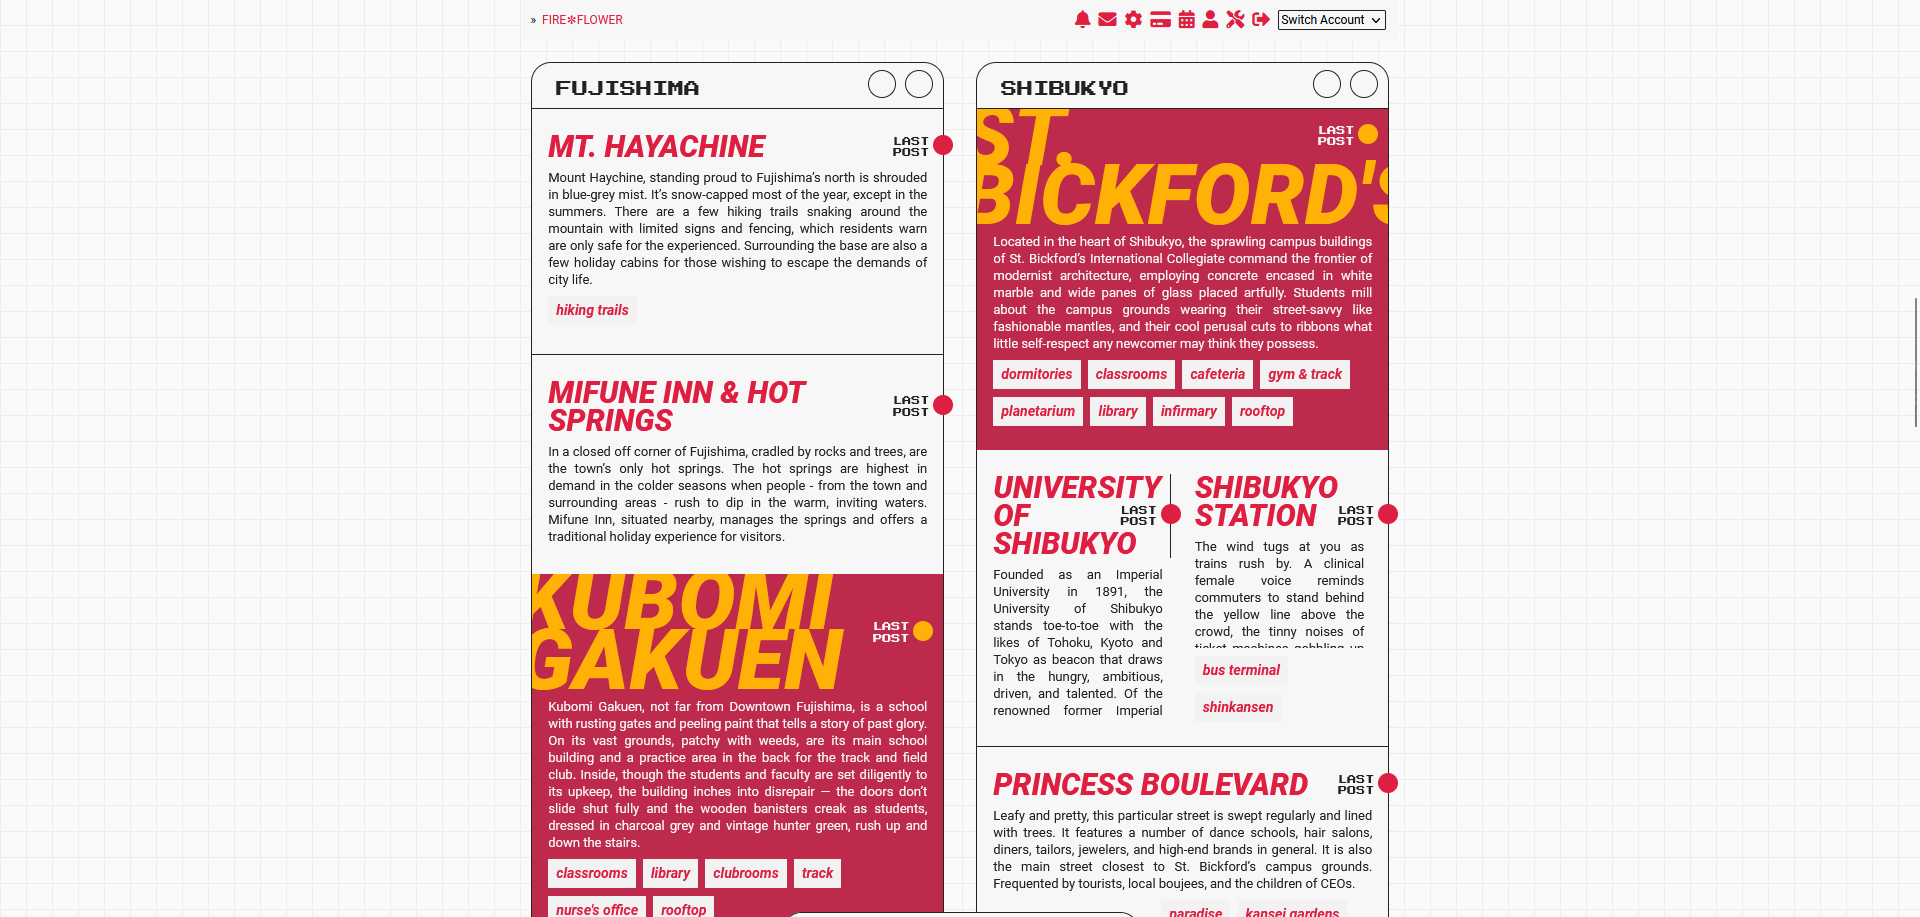 » FIRE✻FLOWER
Switch Account
FUJISHIMA
MT. HAYACHINE
LAST
POST
Mount Haychine, standing proud to Fujishima’s north is shrouded
in blue-grey mist. It’s snow-capped most of the year, except in the
summers. There are a few hiking trails snaking around the
mountain with limited signs and fencing, which residents warn
are only safe for the experienced. Surrounding the base are also a
few holiday cabins for those wishing to escape the demands of
city life.
hiking trails
MIFUNE INN & HOT
SPRINGS
LAST
POST
In a closed off corner of Fujishima, cradled by rocks and trees, are
the town’s only hot springs. The hot springs are highest in
demand in the colder seasons when people - from the town and
surrounding areas - rush to dip in the warm, inviting waters.
Mifune Inn, situated nearby, manages the springs and offers a
traditional holiday experience for visitors.
KUBOMI
GAKUEN
LAST
POST
Kubomi Gakuen, not far from Downtown Fujishima, is a school
with rusting gates and peeling paint that tells a story of past glory.
On its vast grounds, patchy with weeds, are its main school
building and a practice area in the back for the track and field
club. Inside, though the students and faculty are set diligently to
its upkeep, the building inches into disrepair — the doors don’t
slide shut fully and the wooden banisters creak as students,
dressed in charcoal grey and vintage hunter green, rush up and
down the stairs.
classrooms library clubrooms track
nurse's office rooftop
SHIBUKYO
ST.
BICKFORD'S
LAST
POST
Located in the heart of Shibukyo, the sprawling campus buildings
of St. Bickford’s International Collegiate command the frontier of
modernist architecture, employing concrete encased in white
marble and wide panes of glass placed artfully. Students mill
about the campus grounds wearing their street-savvy like
fashionable mantles, and their cool perusal cuts to ribbons what
little self-respect any newcomer may think they possess.
dormitories classrooms cafeteria gym & track
planetarium library infirmary rooftop
UNIVERSITY
OF
SHIBUKYO
LAST
POST
Founded as an Imperial
University in 1891, the
University of Shibukyo
stands toe-to-toe with the
likes of Tohoku, Kyoto and
Tokyo as beacon that draws
in the hungry, ambitious,
driven, and talented. Of the
renowned former Imperial
SHIBUKYO
STATION
LAST
POST
The wind tugs at you as
trains rush by. A clinical
female voice reminds
commuters to stand behind
the yellow line above the
crowd, the tinny noises of
ticket machines gobbling up
bus terminal
shinkansen
PRINCESS BOULEVARD
LAST
POST
Leafy and pretty, this particular street is swept regularly and lined
with trees. It features a number of dance schools, hair salons,
diners, tailors, jewelers, and high-end brands in general. It is also
the main street closest to St. Bickford’s campus grounds.
Frequented by tourists, local boujees, and the children of CEOs.
paradise kansei gardens